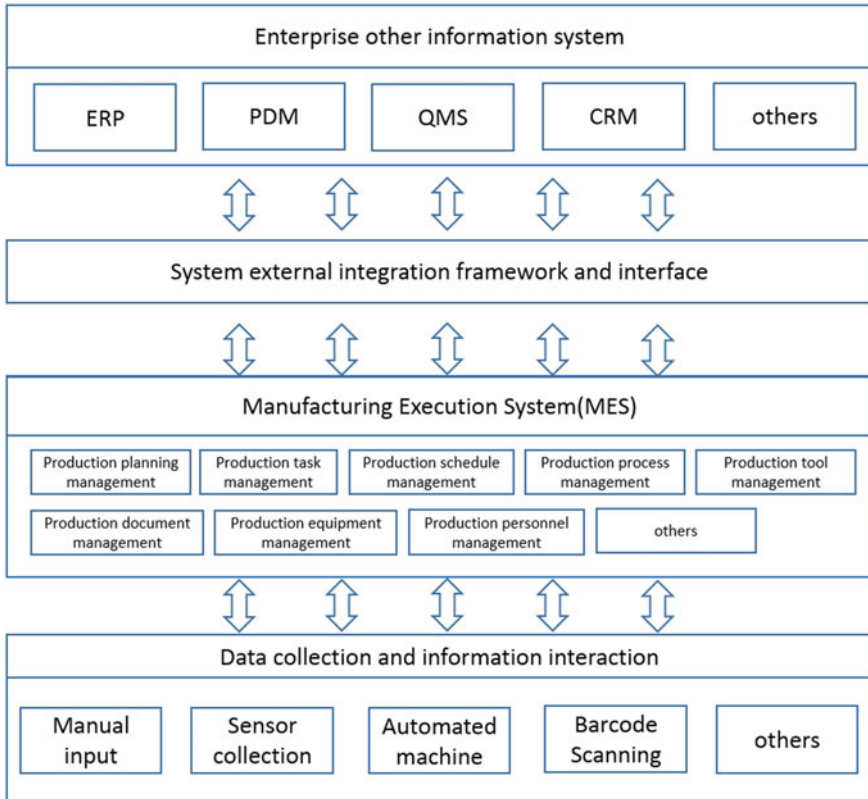 Enterprise other information system
ERP
PDM
QMS
CRM
others
System external integration framework and interface
Manufacturing Execution System(MES)
Production planning
management
Production task
management
Production schedule
management
Production process
management
Production tool
management
Production document
management
Production equipment
management
Production personnel
management
others
Data collection and information interaction
Manual
input
Sensor
collection
Automated
machine
Barcode
Scanning
others